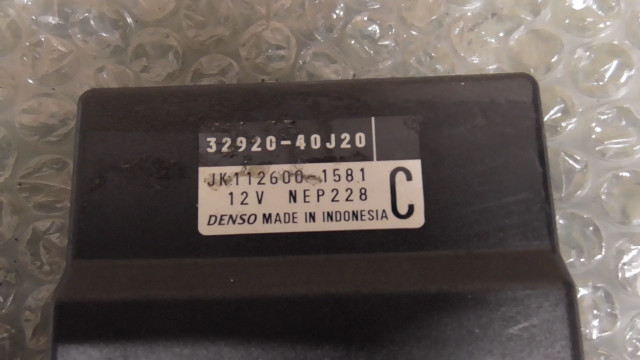 32920-40J20
JK112600-1581
12V NEP228
C
DENSO MADE IN INDONESIA